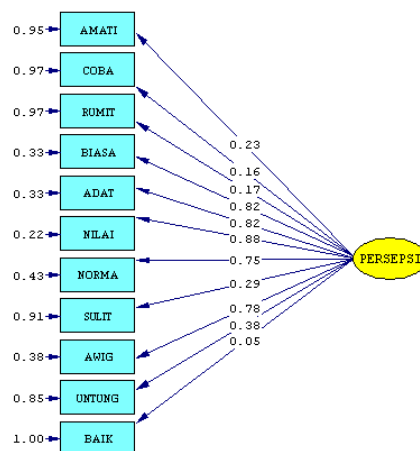 0.95 AMATI
0.97 COBA
0.97 RUMIT
0.33 BIASA
0.33 ADAT
0.22 NILAI
0.43 NORMA
0.91 SULIT
0.38 AWIG
0.85 UNTUNG
1.00 BAIK
0.23
0.16
0.17
0.82
0.82
0.88
0.75
0.29
0.78
0.38
0.05
PERSEPSI